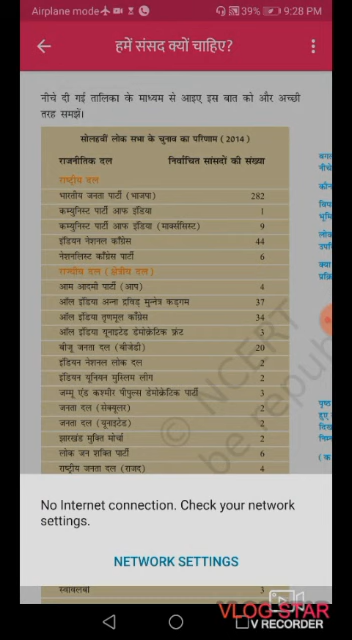 Airplane mode 39% 9:28 PM
हमें संसद क्यों चाहिए?
नीचे दी गई तालिका के माध्यम से आइए इस बात को और अच्छी
तरह समझें।
सोलहवीं लोक सभा के चुनाव का परिणाम (2014)
राजनीतिक दल निर्वाचित सांसदों की संख्या
राष्ट्रीय दल
भारतीय जनता पार्टी (भाजपा) 282
कम्युनिस्ट पार्टी आफ इंडिया 1
कम्युनिस्ट पार्टी आफ इंडिया (मार्क्सिस्ट) 9
इंडियन नेशनल काँग्रेस 44
नेशनलिस्ट काँग्रेस पार्टी 6
राज्यीय दल (क्षेत्रीय दल)
आम आदमी पार्टी (आप) 4
ऑल इंडिया अन्ना द्रविड़ मुन्नेत्र कड़गम 37
ऑल इंडिया तृणमूल काँग्रेस 34
ऑल इंडिया यूनाइटेड डेमोक्रेटिक फ्रंट 3
बीजू जनता दल (बीजेडी) 20
इंडियन नेशनल लोक दल 2
इंडियन यूनियन मुस्लिम लीग 2
जम्मू एंड कश्मीर पीपुल्स डेमोक्रेटिक पार्टी 3
जनता दल (सेक्युलर) 2
जनता दल (यूनाइटेड) 2
झारखंड मुक्ति मोर्चा 2
लोक जन शक्ति पार्टी 6
राष्ट्रीय जनता दल (राजद) 4
© NCERT
be repub
No Internet connection. Check your network
settings.
NETWORK SETTINGS
स्वावलंबी 3
VLOG STAR
V RECORDER